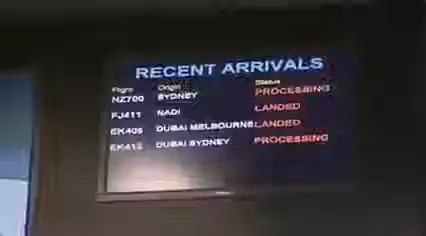 RECENT ARRIVALS
Flight Origin Status
NZ700 SYDNEY PROCESSING
FJ411 NADI LANDED
EK406 DUBAI MELBOURNE LANDED
EK412 DUBAI SYDNEY PROCESSING